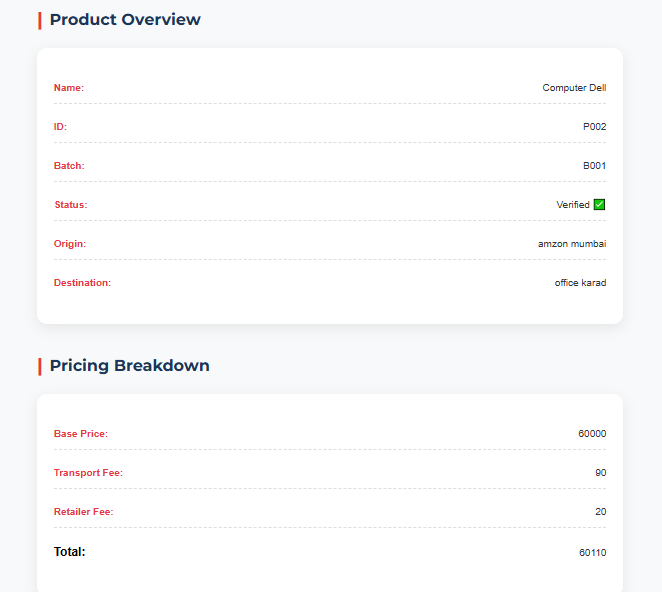 Product Overview
Name: Computer Dell
ID: P002
Batch: B001
Status: Verified ✅
Origin: amzon mumbai
Destination: office karad
Pricing Breakdown
Base Price: 60000
Transport Fee: 90
Retailer Fee: 20
Total: 60110